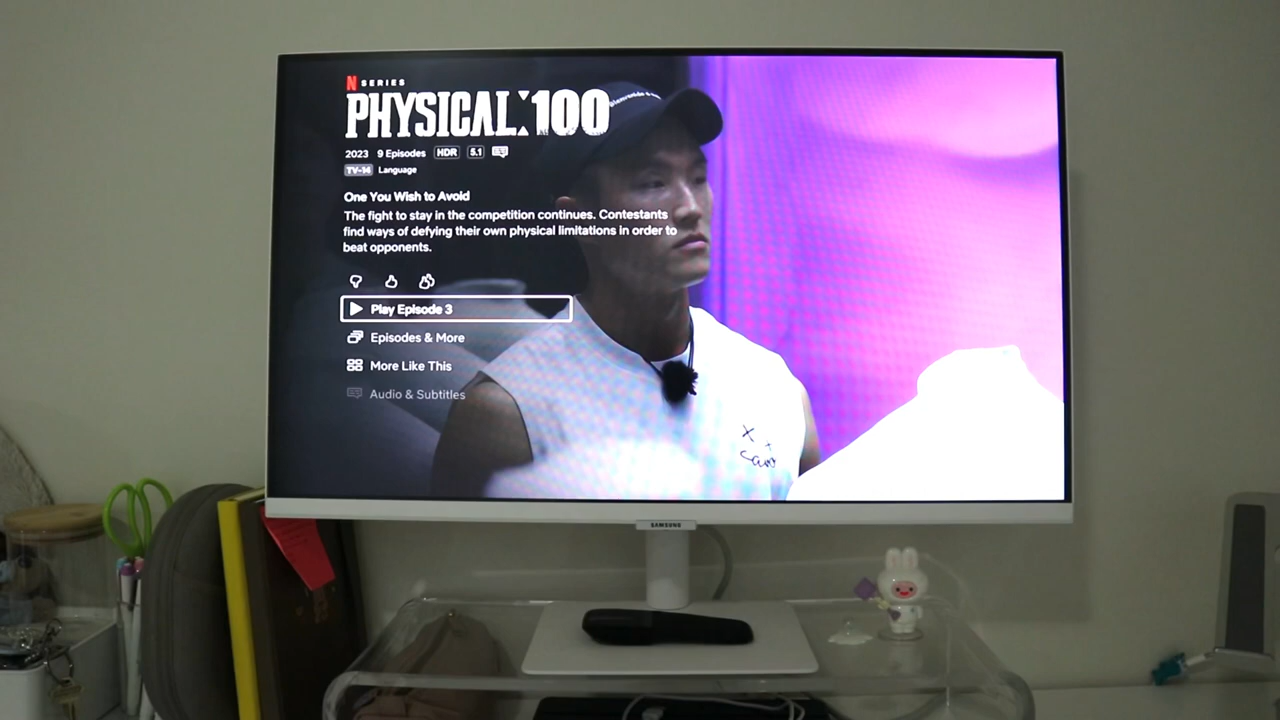 N SERIES
PHYSICAL:100
2023 9 Episodes HDR 5.1
TV-14 Language
One You Wish to Avoid
The fight to stay in the competition continues. Contestants
find ways of defying their own physical limitations in order to
beat opponents.
Play Episode 3
Episodes & More
More Like This
Audio & Subtitles
SAMSUNG